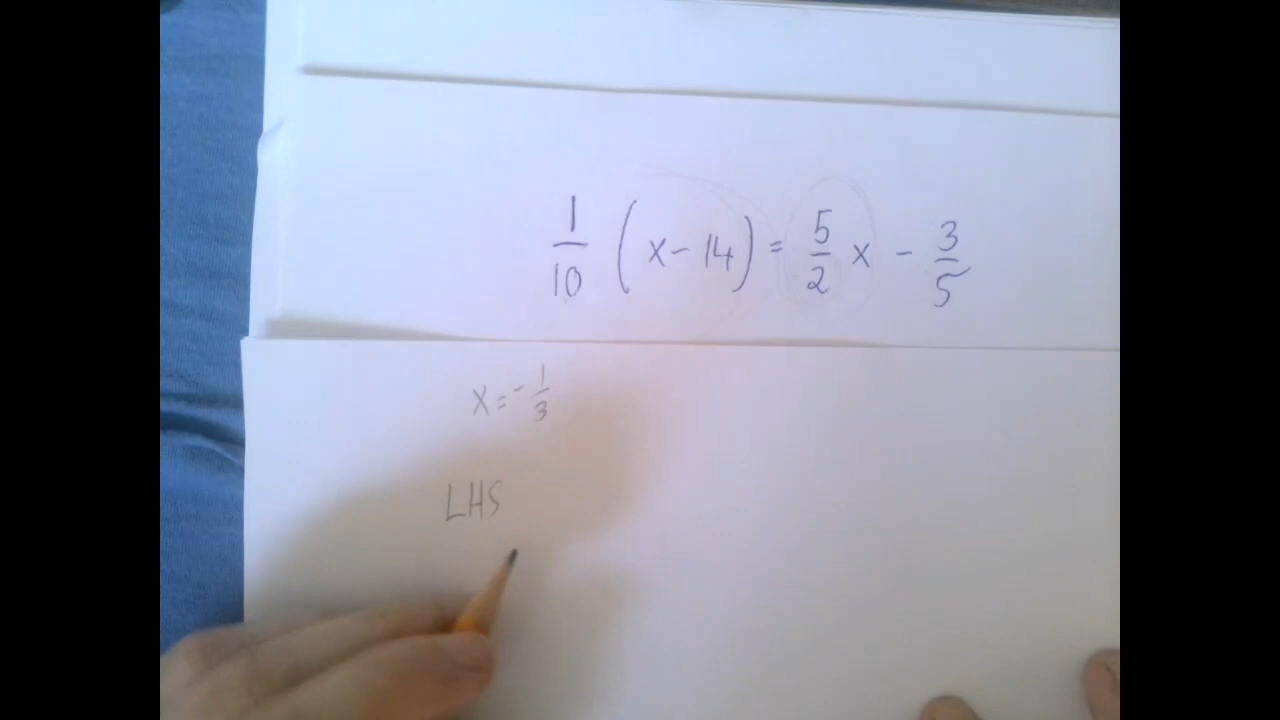 1/10 (x-14) = 5/2 x - 3/5
x = -1/3
LHS